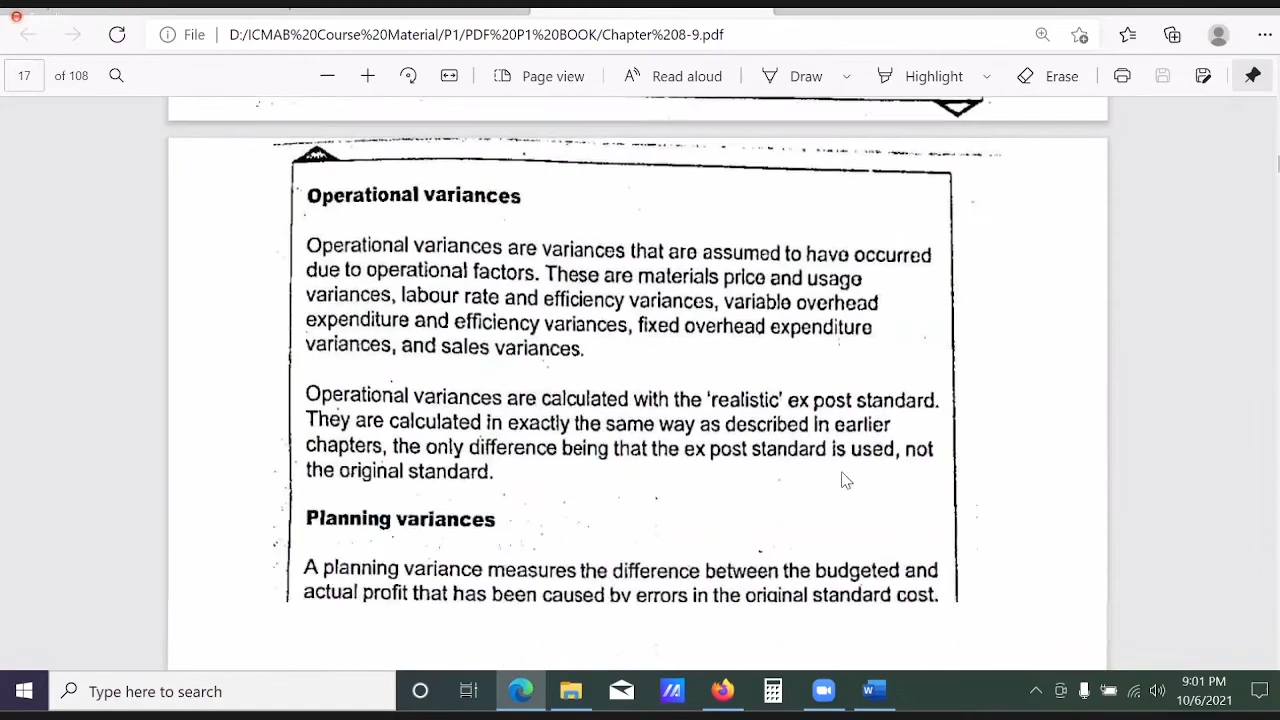 File
D:/ICMAB%20Course%20Material/P1/PDF%20P1%20BOOK/Chapter%208-9.pdf
17 of 108
Page view
Read aloud
Draw
Highlight
Erase
Operational variances
Operational variances are variances that are assumed to have occurred
due to operational factors. These are materials price and usage
variances, labour rate and efficiency variances, variable overhead
expenditure and efficiency variances, fixed overhead expenditure
variances, and sales variances.
Operational variances are calculated with the 'realistic' ex post standard.
They are calculated in exactly the same way as described in earlier
chapters, the only difference being that the ex post standard is used, not
the original standard.
Planning variances
A planning variance measures the difference between the budgeted and
actual profit that has been caused by errors in the original standard cost.
Type here to search
9:01 PM
10/6/2021